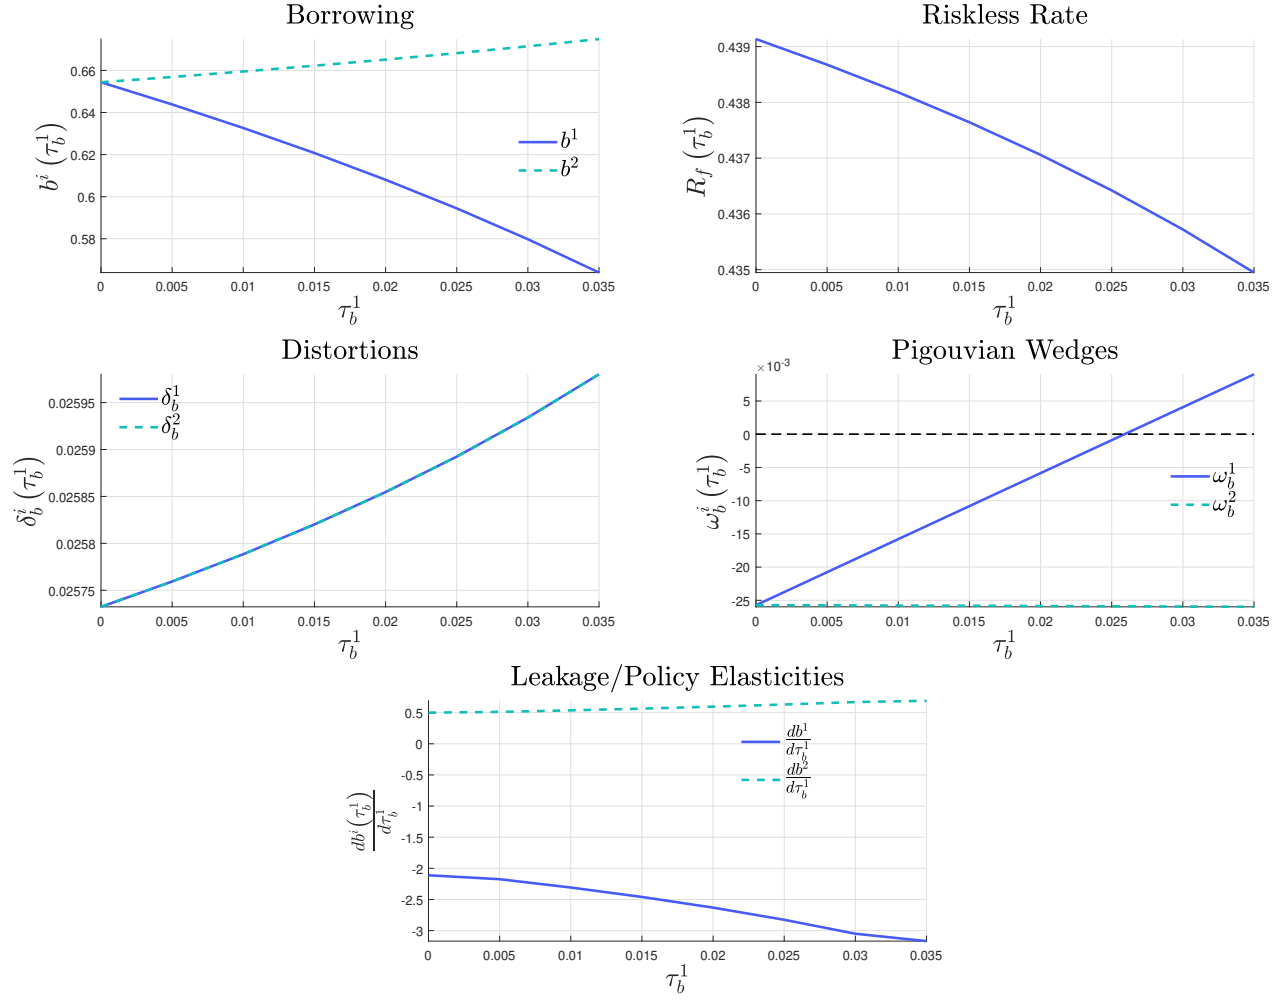 Borrowing
b^i (τ_b^1)
0.66
0.64
0.62
0.6
0.58
b^1
b^2
0 0.005 0.01 0.015 0.02 0.025 0.03 0.035
τ_b^1
Riskless Rate
R_f (τ_b^1)
0.439
0.438
0.437
0.436
0.435
0 0.005 0.01 0.015 0.02 0.025 0.03 0.035
τ_b^1
Distortions
δ_b^i (τ_b^1)
0.02595
0.0259
0.02585
0.0258
0.02575
δ_b^1
δ_b^2
0 0.005 0.01 0.015 0.02 0.025 0.03 0.035
τ_b^1
Pigouvian Wedges
×10^-3
ω_b^i (τ_b^1)
5
0
-5
-10
-15
-20
-25
ω_b^1
ω_b^2
0 0.005 0.01 0.015 0.02 0.025 0.03 0.035
τ_b^1
Leakage/Policy Elasticities
db^i(τ_b^1)
dτ_b^1
0.5
0
-0.5
-1
-1.5
-2
-2.5
-3
db^1
dτ_b^1
db^2
dτ_b^1
0 0.005 0.01 0.015 0.02 0.025 0.03 0.035
τ_b^1